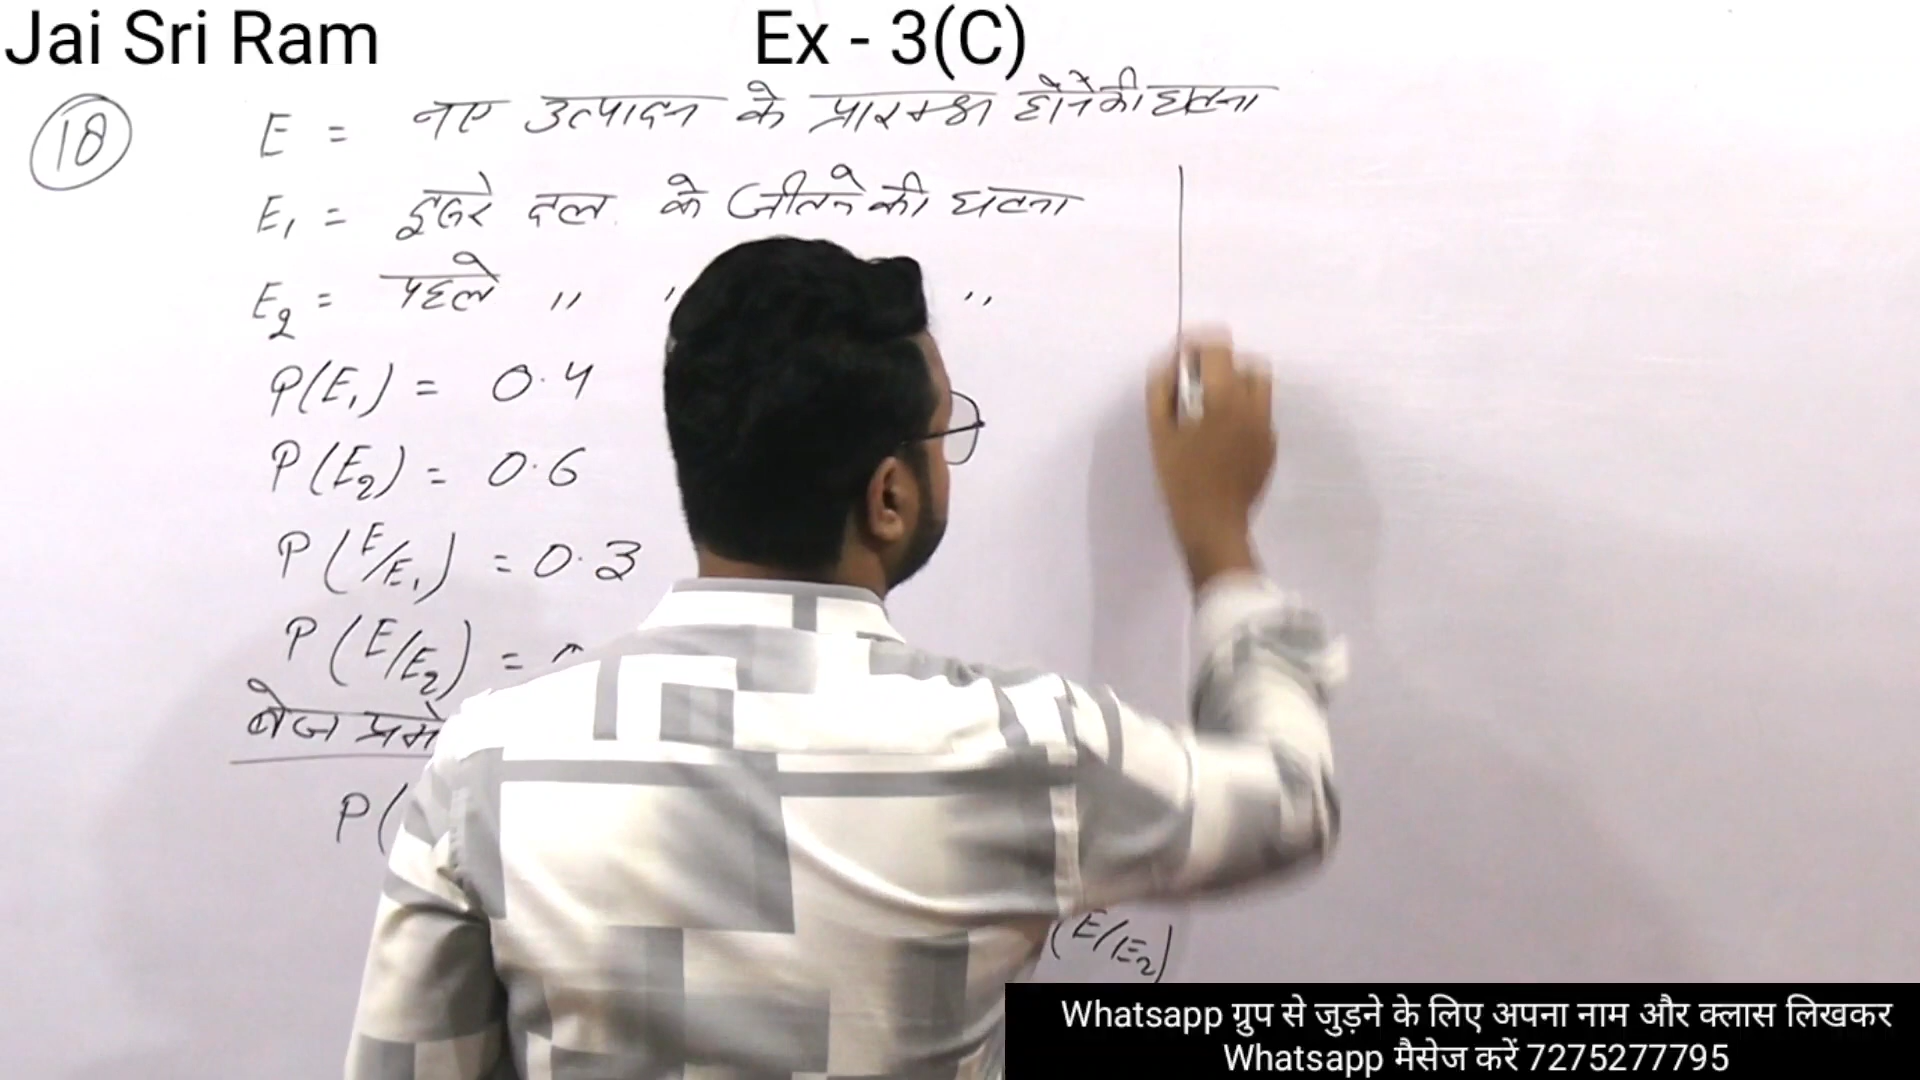 Jai Sri Ram
Ex - 3(C)
18
E = नए उत्पादन के प्रारम्भ होने की घटना
E₁ = दूसरे दल के जीतने की घटना
E₂ = पहले " " "
P(E₁) = 0.4
P(E₂) = 0.6
P(E/E₁) = 0.3
P(E/E₂) =
बेज प्रमे
P(
(E/E₂)
Whatsapp ग्रुप से जुड़ने के लिए अपना नाम और क्लास लिखकर
Whatsapp मैसेज करें 7275277795